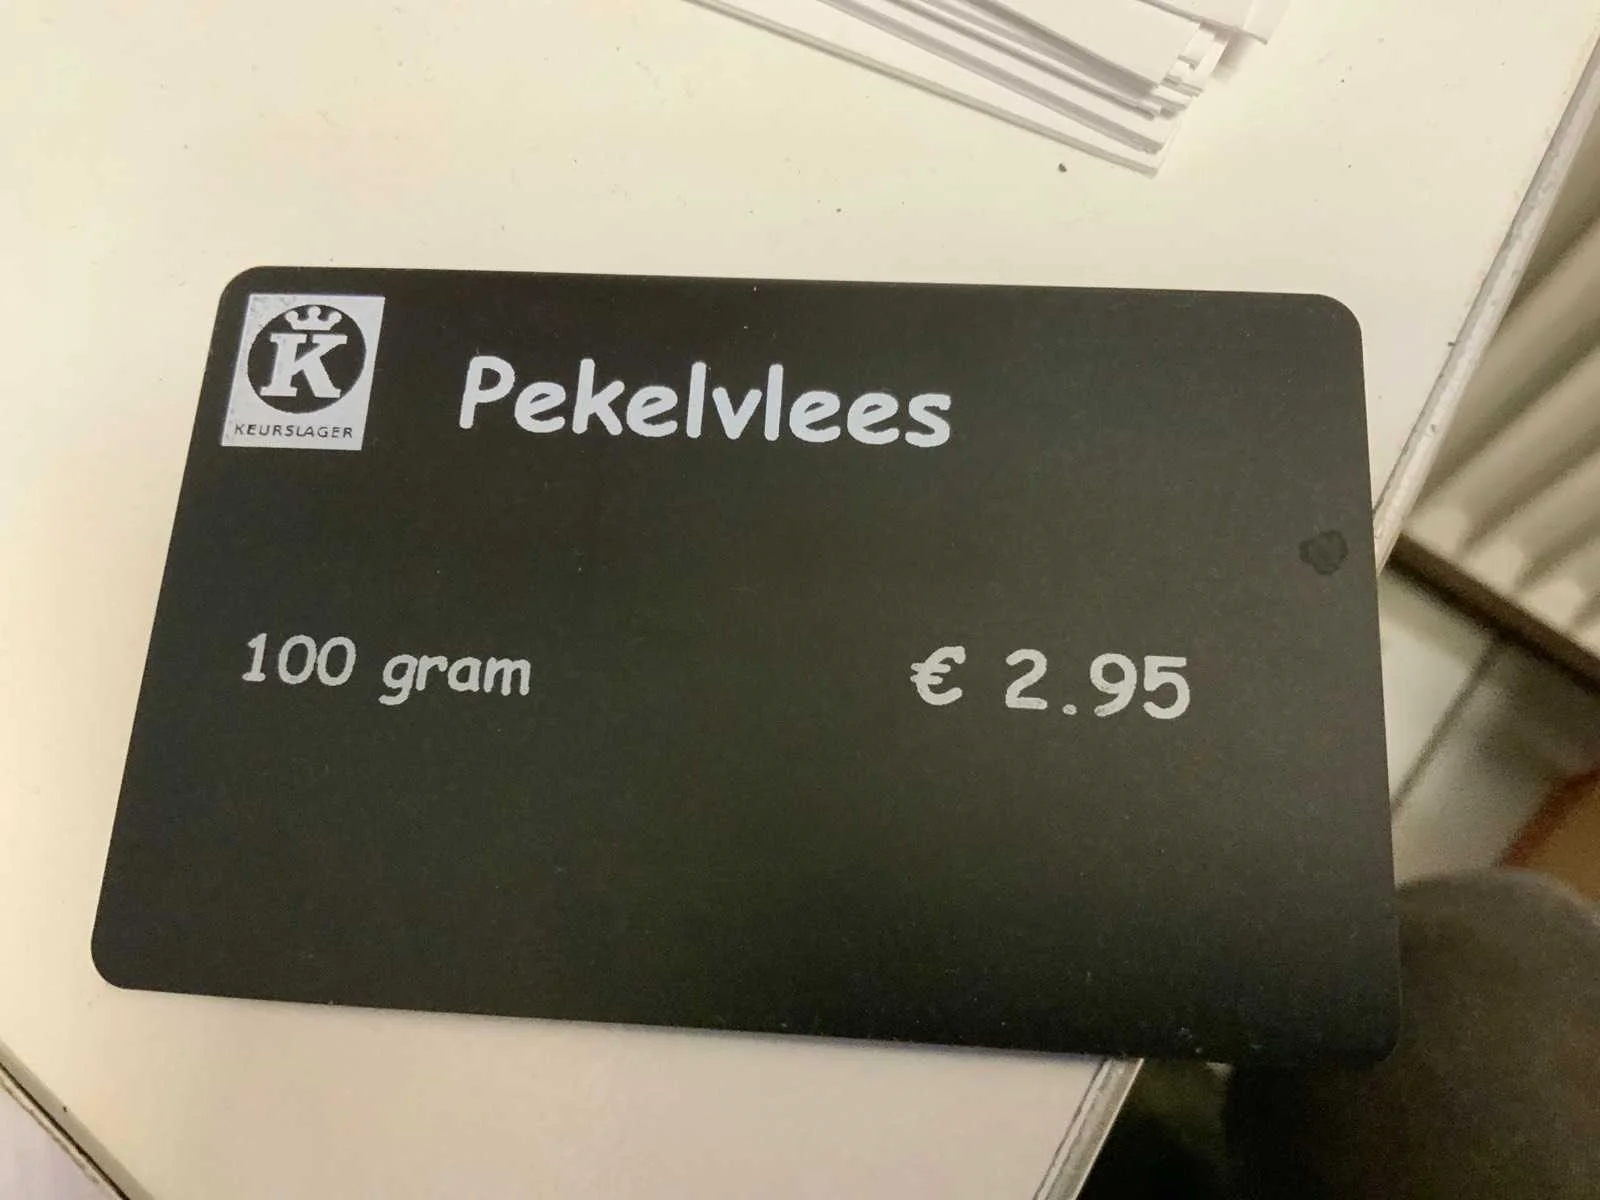 K
KEURSLAGER
Pekelvlees
100 gram € 2.95